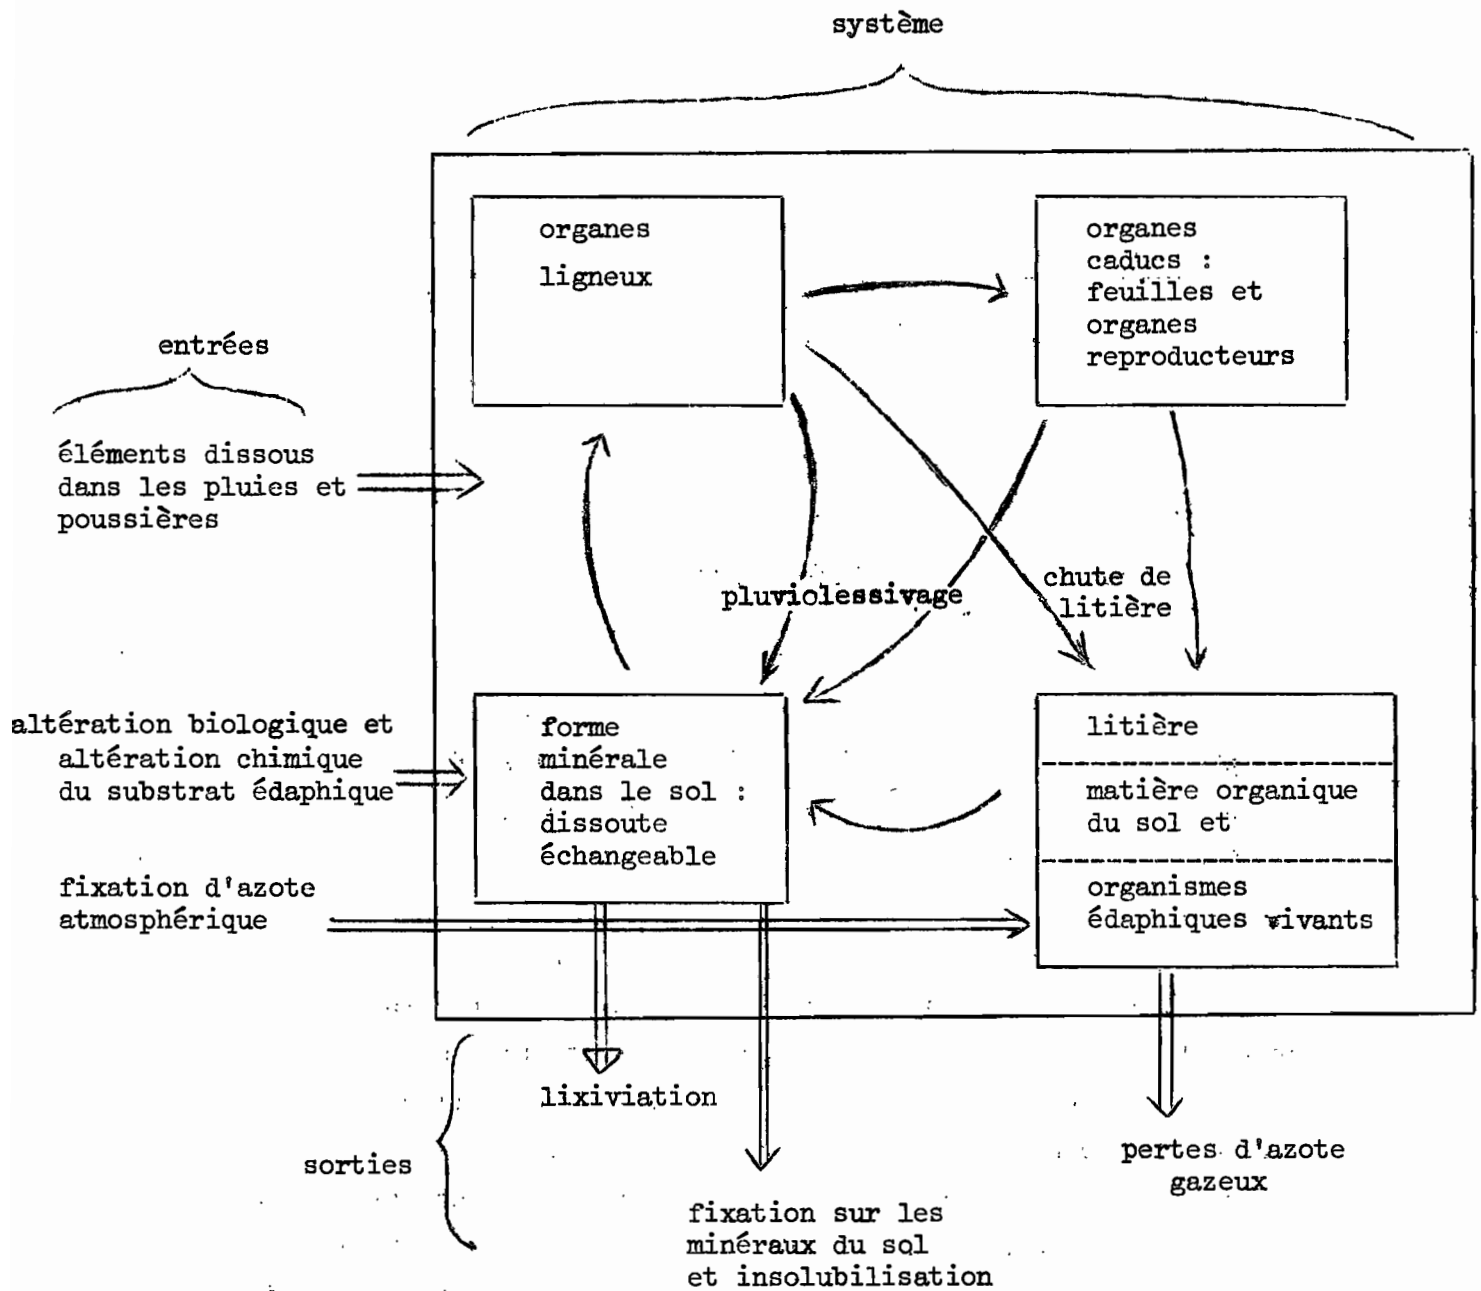 système
organes
ligneux
organes
caducs :
feuilles et
organes
reproducteurs
entrées
éléments dissous
dans les pluies et
poussières
pluviolessivage
chute de
litière
altération biologique et
altération chimique
du substrat édaphique
forme
minérale
dans le sol :
dissoute
échangeable
litière
matière organique
du sol et
organismes
édaphiques vivants
fixation d'azote
atmosphérique
lixiviation
sorties
pertes d'azote
gazeux
fixation sur les
minéraux du sol
et insolubilisation